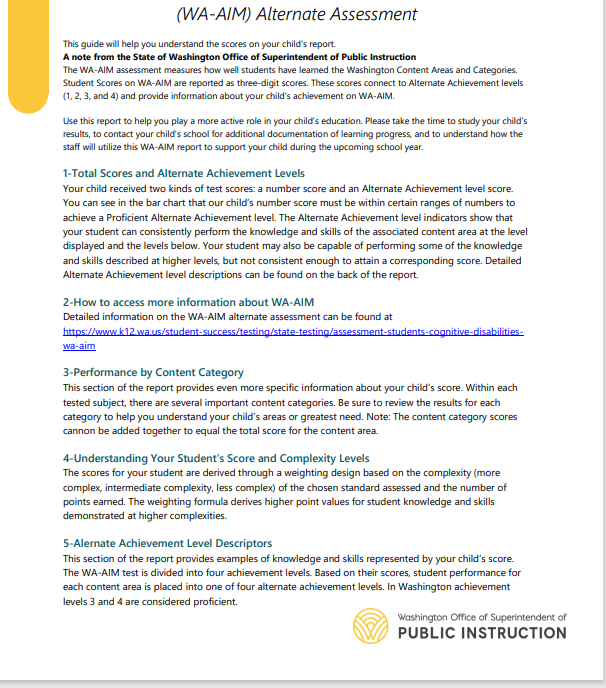 (WA-AIM) Alternate Assessment
This guide will help you understand the scores on your child's report.
A note from the State of Washington Office of Superintendent of Public Instruction
The WA-AIM assessment measures how well students have learned the Washington Content Areas and Categories.
Student Scores on WA-AIM are reported as three-digit scores. These scores connect to Alternate Achievement levels
(1, 2, 3, and 4) and provide information about your child's achievement on WA-AIM.
Use this report to help you play a more active role in your child's education. Please take the time to study your child's
results, to contact your child's school for additional documentation of learning progress, and to understand how the
staff will utilize this WA-AIM report to support your child during the upcoming school year.
1-Total Scores and Alternate Achievement Levels
Your child received two kinds of test scores: a number score and an Alternate Achievement level score.
You can see in the bar chart that our child's number score must be within certain ranges of numbers to
achieve a Proficient Alternate Achievement level. The Alternate Achievement level indicators show that
your student can consistently perform the knowledge and skills of the associated content area at the level
displayed and the levels below. Your student may also be capable of performing some of the knowledge
and skills described at higher levels, but not consistent enough to attain a corresponding score. Detailed
Alternate Achievement level descriptions can be found on the back of the report.
2-How to access more information about WA-AIM
Detailed information on the WA-AIM alternate assessment can be found at
https://www.k12.wa.us/student-success/testing/state-testing/assessment-students-cognitive-disabilities-
wa-aim
3-Performance by Content Category
This section of the report provides even more specific information about your child's score. Within each
tested subject, there are several important content categories. Be sure to review the results for each
category to help you understand your child's areas or greatest need. Note: The content category scores
cannon be added together to equal the total score for the content area.
4-Understanding Your Student's Score and Complexity Levels
The scores for your student are derived through a weighting design based on the complexity (more
complex, intermediate complexity, less complex) of the chosen standard assessed and the number of
points earned. The weighting formula derives higher point values for student knowledge and skills
demonstrated at higher complexities.
5-Alernate Achievement Level Descriptors
This section of the report provides examples of knowledge and skills represented by your child's score.
The WA-AIM test is divided into four achievement levels. Based on their scores, student performance for
each content area is placed into one of four alternate achievement levels. In Washington achievement
levels 3 and 4 are considered proficient.
Washington Office of Superintendent of
PUBLIC INSTRUCTION